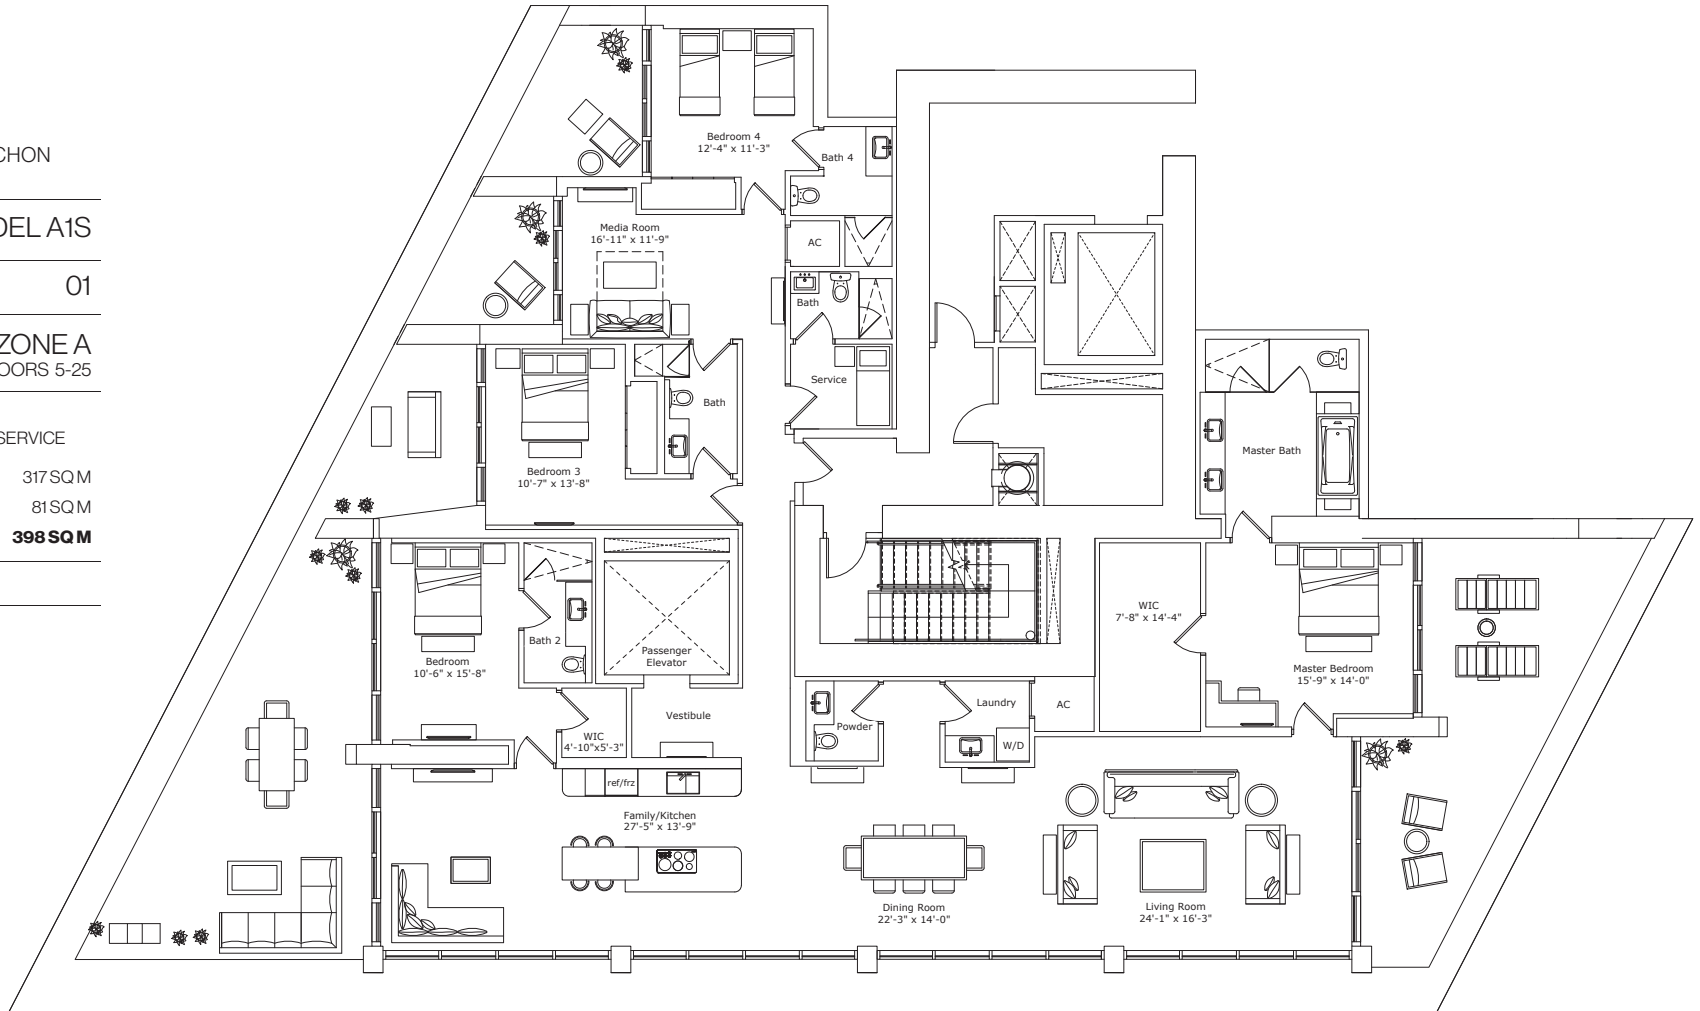 CHON
DEL A1S
01
ZONE A
OORS 5-25
SERVICE
317 SQ M
81 SQ M
398 SQ M
Bedroom 4
12'-4" x 11'-3"
Bath 4
Media Room
16'-11" x 11'-9"
AC
Bath
Service
Bath
Bedroom 3
10'-7" x 13'-8"
Master Bath
Bath 2
Bedroom
10'-6" x 15'-8"
Passenger
Elevator
WIC
7'-8" x 14'-4"
Master Bedroom
15'-9" x 14'-0"
Vestibule
WIC
4'-10"x5'-3"
Powder
Laundry
AC
W/D
ref/frz
Family/Kitchen
27'-5" x 13'-9"
Dining Room
22'-3" x 14'-0"
Living Room
24'-1" x 16'-3"